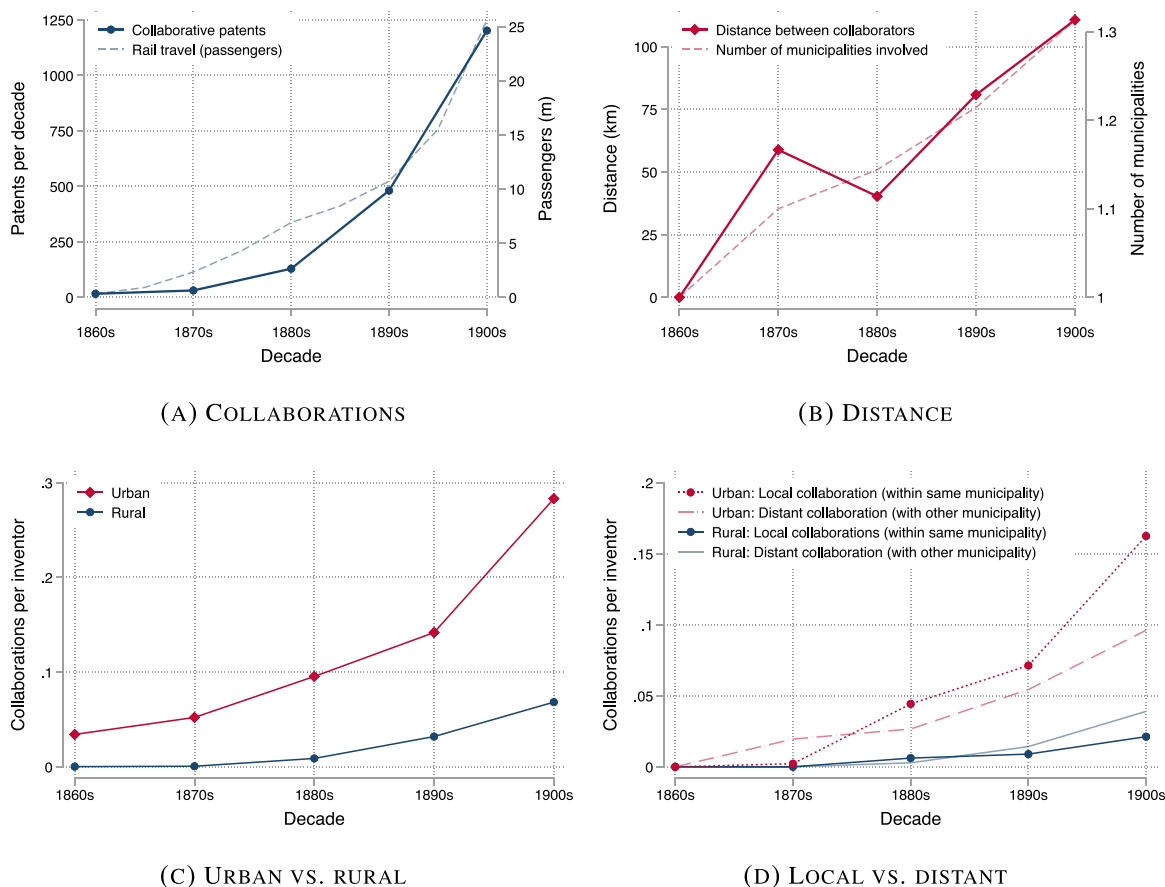 Collaborative patents
Rail travel (passengers)
Patents per decade
1250
1000
750
500
250
0
25
20
15
10
5
0
Passengers (m)
1860s 1870s 1880s 1890s 1900s
Decade
(A) COLLABORATIONS
Distance between collaborators
Number of municipalities involved
Distance (km)
100
75
50
25
0
1.3
1.2
1.1
1
Number of municipalities
1860s 1870s 1880s 1890s 1900s
Decade
(B) DISTANCE
Urban
Rural
Collaborations per inventor
.3
.2
.1
0
1860s 1870s 1880s 1890s 1900s
Decade
(C) URBAN VS. RURAL
Urban: Local collaboration (within same municipality)
Urban: Distant collaboration (with other municipality)
Rural: Local collaborations (within same municipality)
Rural: Distant collaboration (with other municipality)
Collaborations per inventor
.2
.15
.1
.05
0
1860s 1870s 1880s 1890s 1900s
Decade
(D) LOCAL VS. DISTANT